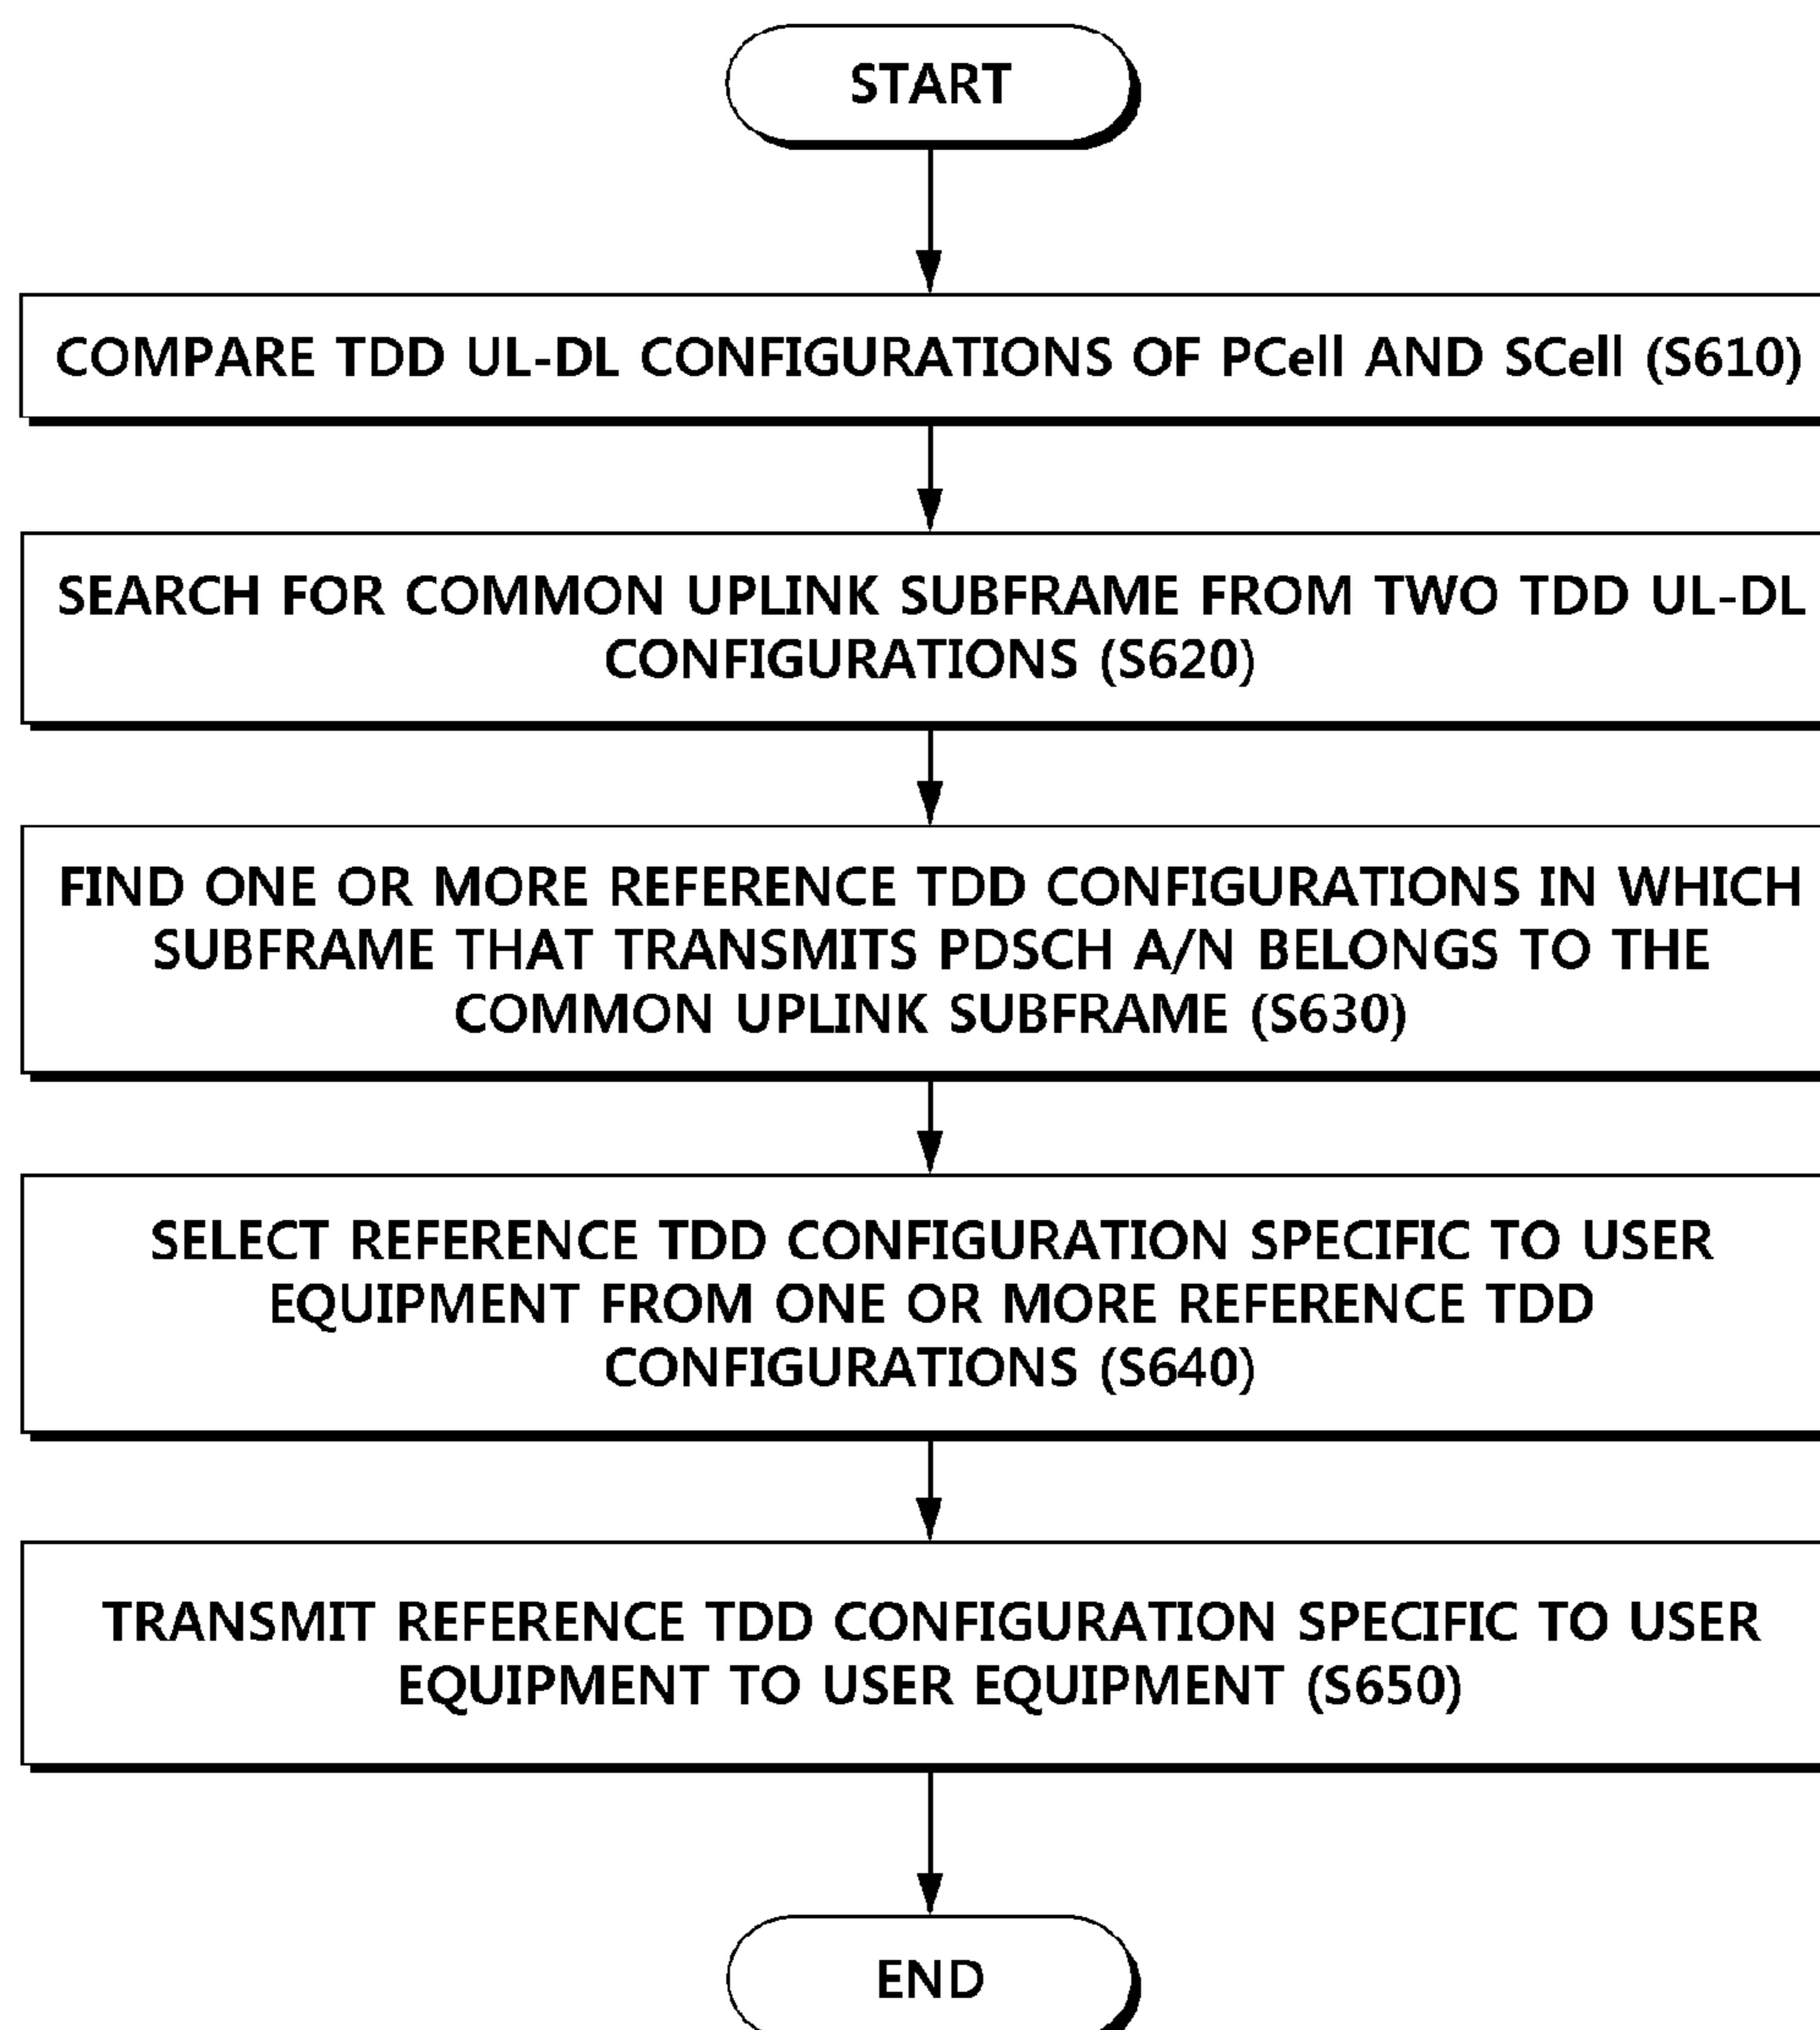 START
COMPARE TDD UL-DL CONFIGURATIONS OF PCell AND SCell (S610)
SEARCH FOR COMMON UPLINK SUBFRAME FROM TWO TDD UL-DL
CONFIGURATIONS (S620)
FIND ONE OR MORE REFERENCE TDD CONFIGURATIONS IN WHICH
SUBFRAME THAT TRANSMITS PDSCH A/N BELONGS TO THE
COMMON UPLINK SUBFRAME (S630)
SELECT REFERENCE TDD CONFIGURATION SPECIFIC TO USER
EQUIPMENT FROM ONE OR MORE REFERENCE TDD
CONFIGURATIONS (S640)
TRANSMIT REFERENCE TDD CONFIGURATION SPECIFIC TO USER
EQUIPMENT TO USER EQUIPMENT (S650)
END